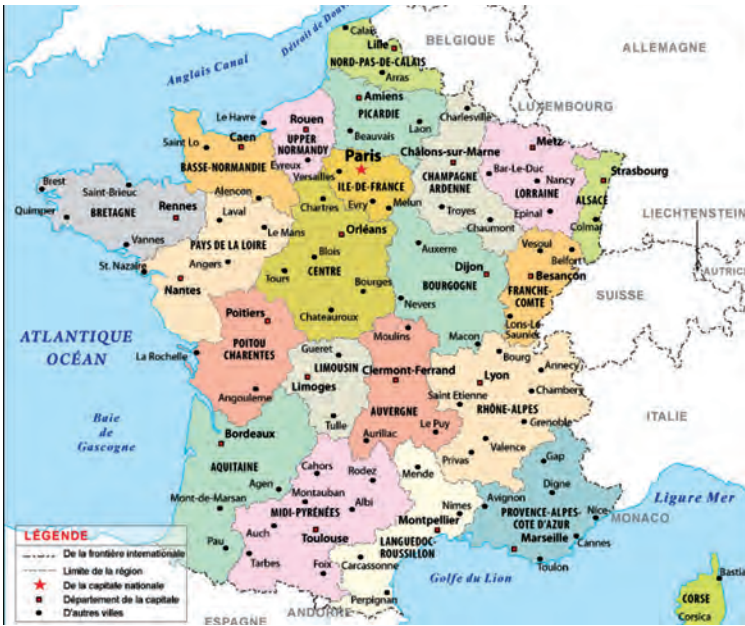 Calais
Détroit de Douv
Lille
BELGIQUE
NORD-PAS-DE-CALAIS
ALLEMAGNE
Anglais Canal
Arras
Amiens
LUXEMBOURG
Le Havre
Rouen
PICARDIE
Charlesville
Saint Lo
Caen
UPPER
NORMANDY
Beauvais
Laon
Metz
BASSE-NORMANDIE
Evreux
Paris
Châlons-sur-Marne
Versailles
ILE-DE-FRANCE
CHAMPAGNE
ARDENNE
Bar-Le-Duc
Nancy
LORRAINE
Strasbourg
ALSACE
Brest
Saint-Brieuc
Alençon
Chartres
Evry
Melun
Troyes
Epinal
Colmar
Quimper
BRETAGNE
Rennes
Laval
Le Mans
Orléans
Chaumont
LIECHTENSTEIN
Vannes
PAYS DE LA LOIRE
Blois
Auxerre
Vesoul
Belfort
St. Nazaire
Angers
CENTRE
Dijon
Besançon
AUTRICE
Nantes
Tours
Bourges
BOURGOGNE
FRANCHE-
COMTE
SUISSE
Nevers
Poitiers
Chateauroux
Lons-Le
Saunier
ATLANTIQUE
OCÉAN
Moulins
Macon
La Rochelle
POITOU
CHARENTES
Gueret
LIMOUSIN
Clermont-Ferrand
Bourg
Annecy
Limoges
Lyon
Chambery
Angouleme
Saint Etienne
RHÔNE-ALPES
Tulle
AUVERGNE
Le Puy
Grenoble
ITALIE
Baie
de
Gascogne
Bordeaux
Aurillac
Valence
Privas
AQUITAINE
Cahors
Rodez
Mende
Gap
Agen
Digne
Mont-de-Marsan
Montauban
Albi
Nimes
Avignon
Ligure Mer
MIDI-PYRÉNÉES
Montpellier
PROVENCE-ALPES-
COTE D'AZUR
Nice
MONACO
Auch
Toulouse
LANGUEDOC-
ROUSSILLON
Marseille
Cannes
Pau
Tarbes
Foix
Carcassonne
Toulon
Golfe du Lion
Perpignan
Bastia
ESPAGNE
ANDORRE
CORSE
Corsica
LÉGENDE
De la frontière internationale
Limite de la région
De la capitale nationale
Département de la capitale
D'autres villes